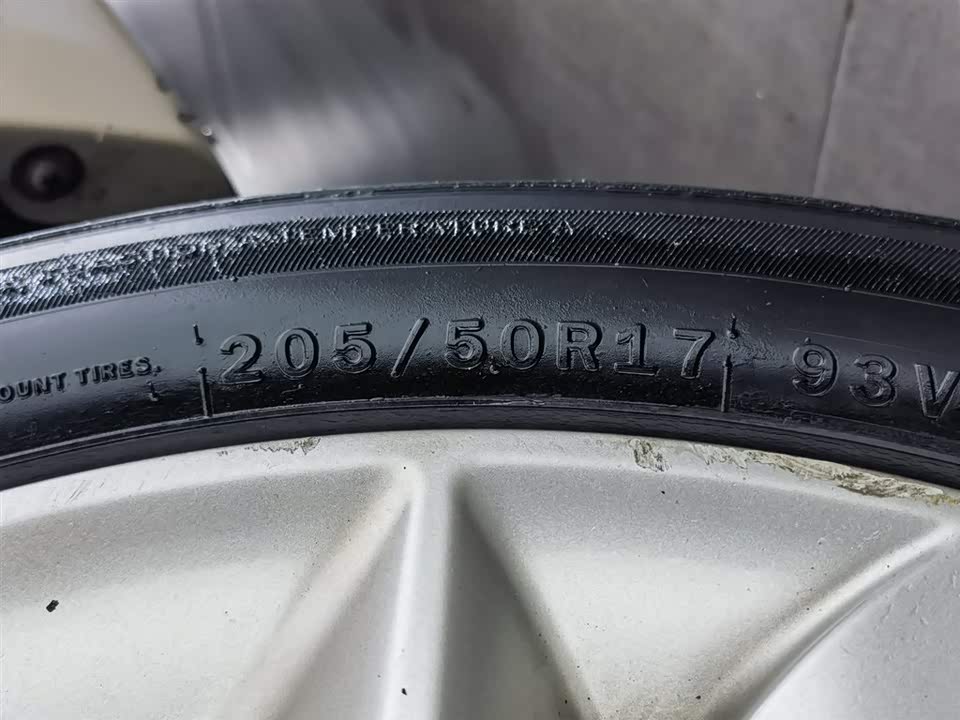 TEMPERATURE A
OUNT TIRES.
205/50R17 93V